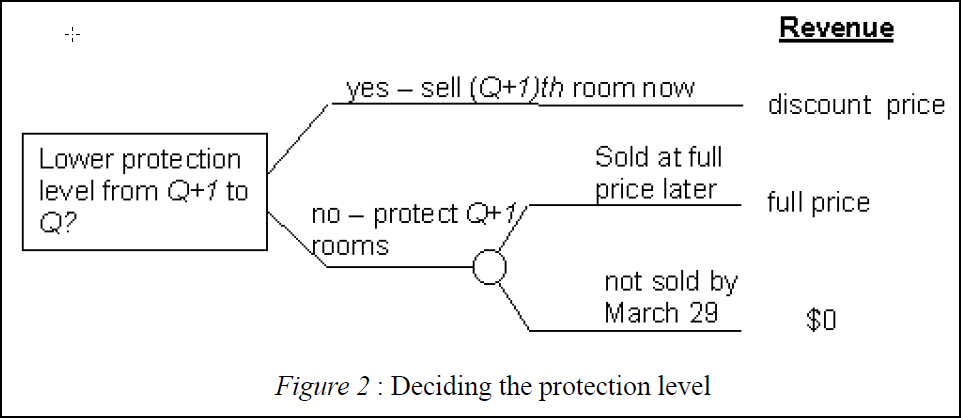 Revenue
yes – sell (Q+1)th room now
discount price
Lower protection
level from Q+1 to
Q?
no – protect Q+1
rooms
Sold at full
price later
full price
not sold by
March 29
$0
Figure 2 : Deciding the protection level